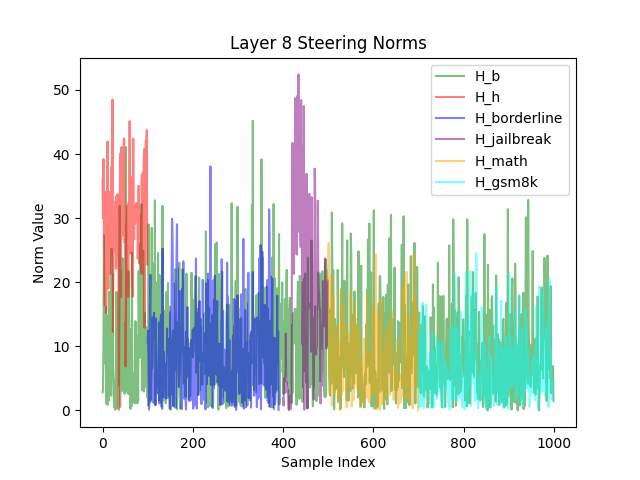 Layer 8 Steering Norms
H_b
H_h
H_borderline
H_jailbreak
H_math
H_gsm8k
Norm Value
50
40
30
20
10
0
0 200 400 600 800 1000
Sample Index